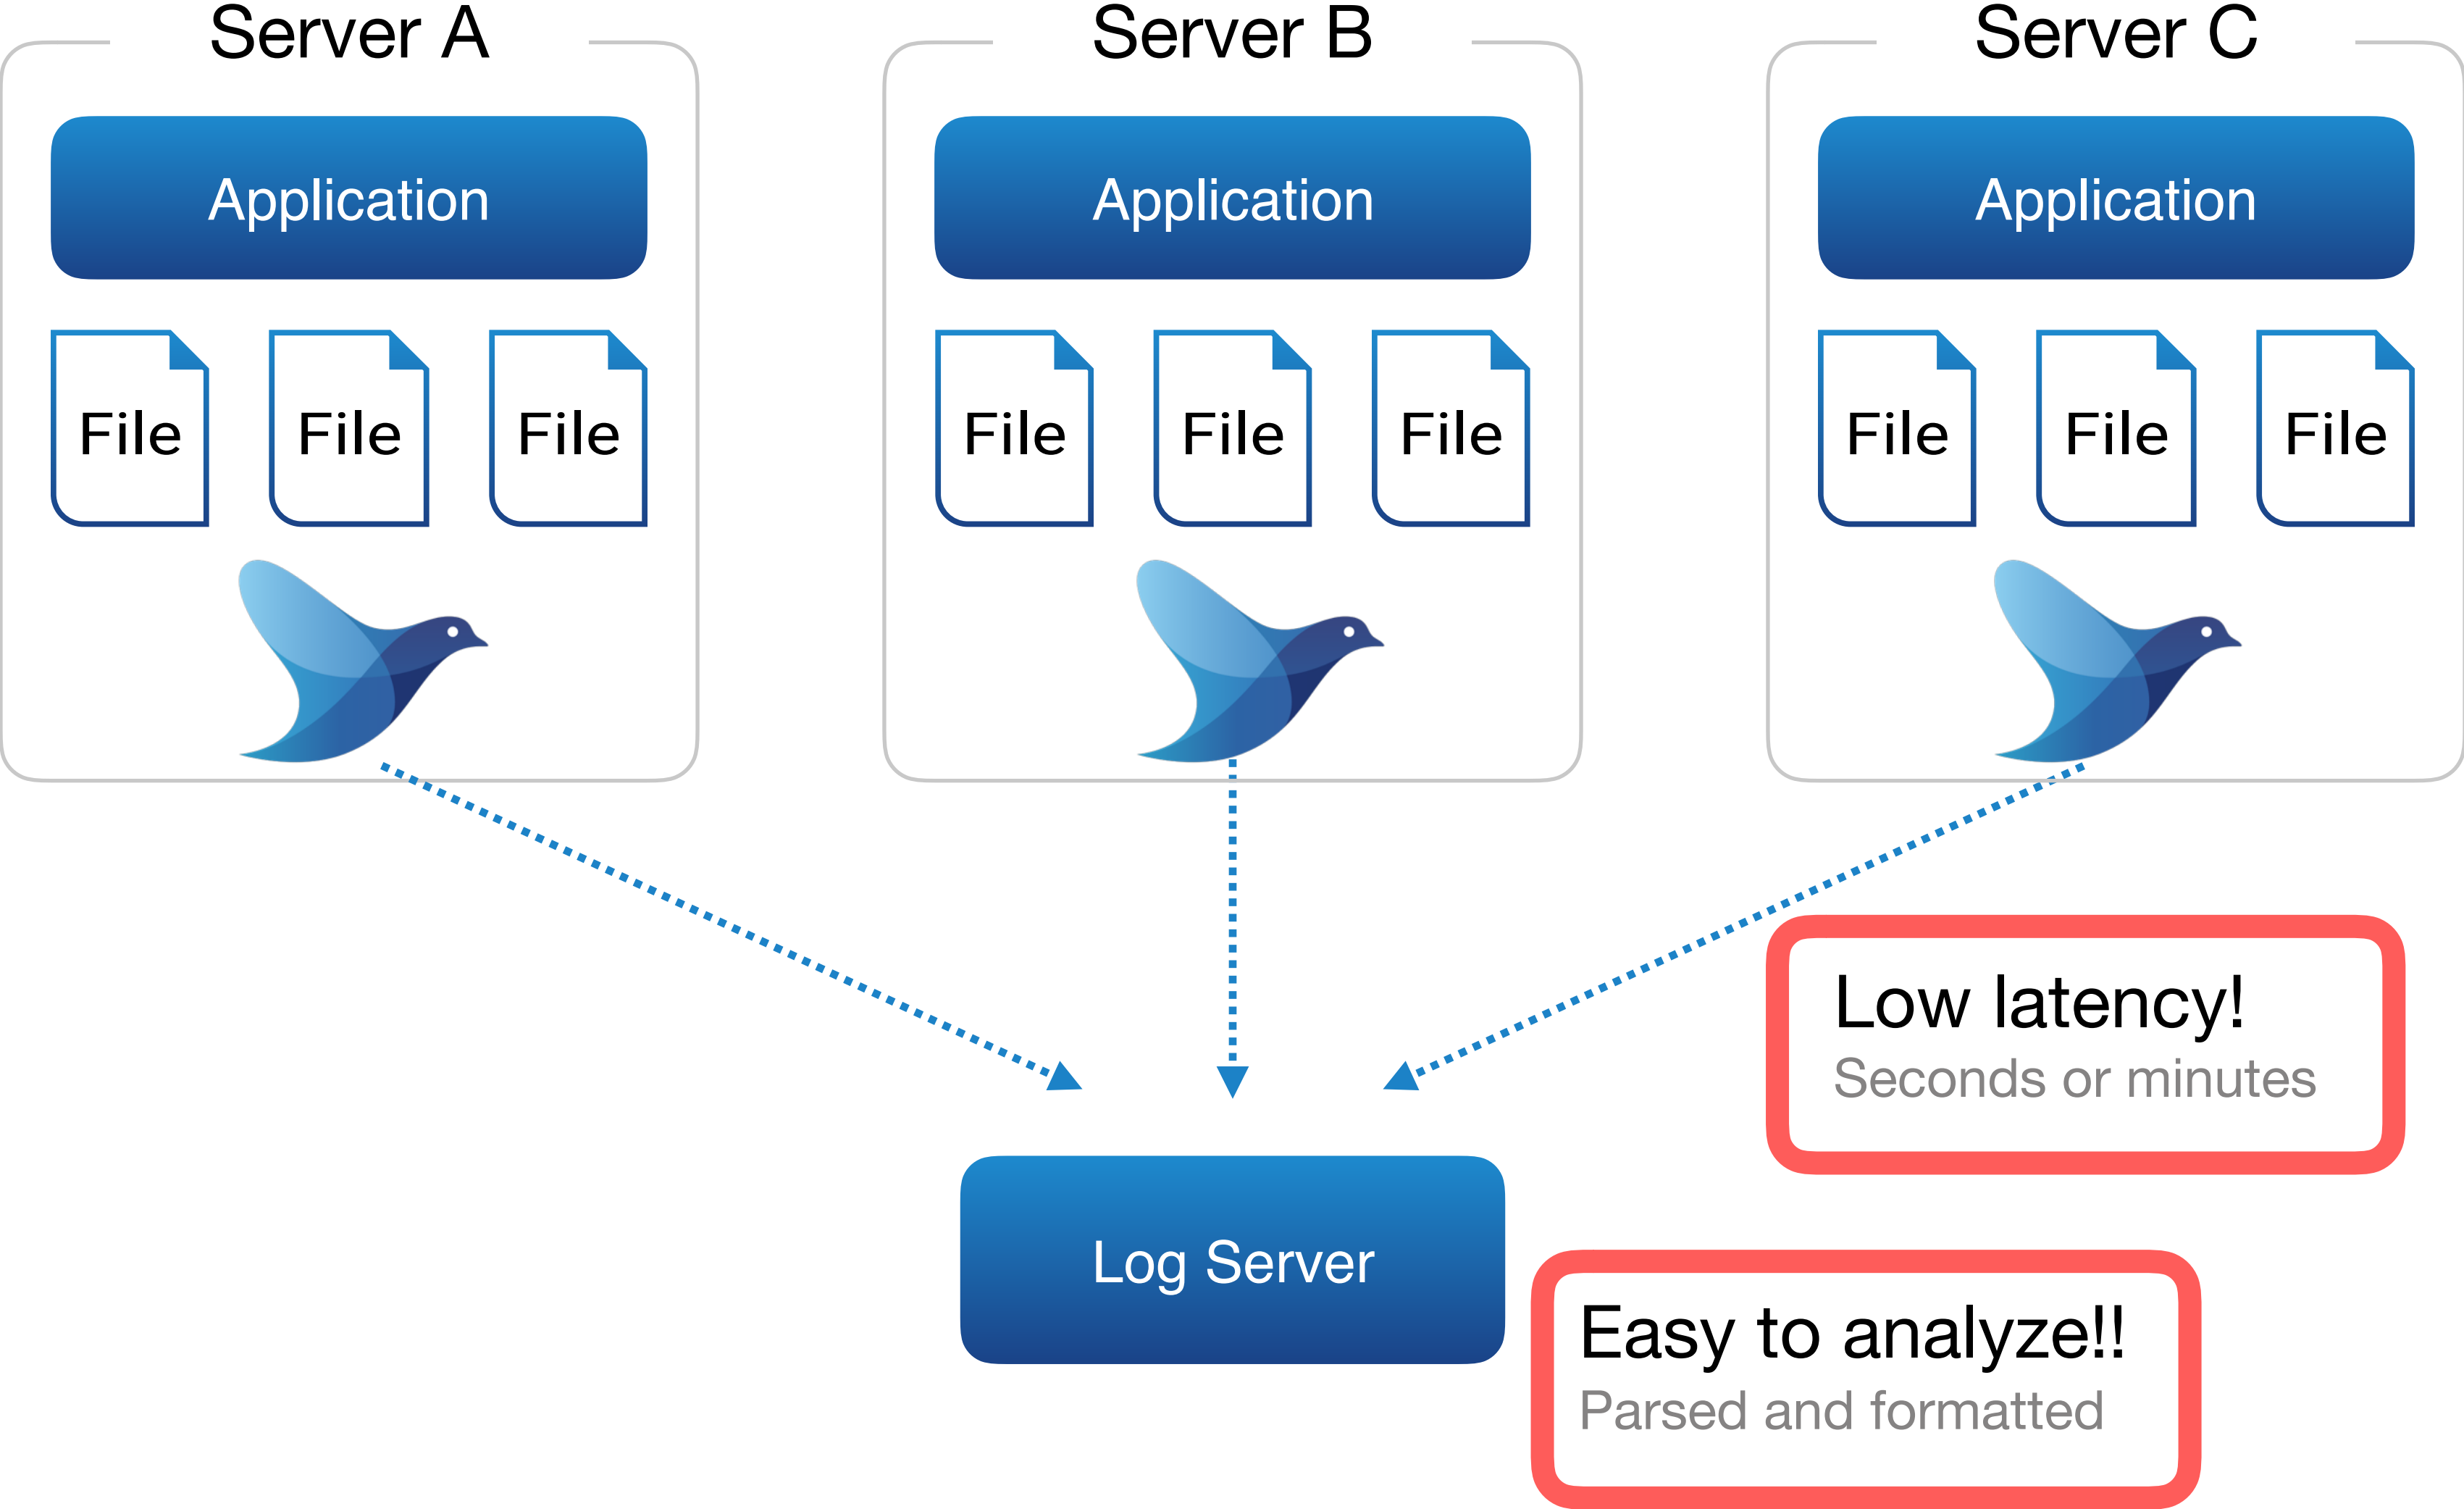 Server A
Server B
Server C
Application
Application
Application
File
File
File
File
File
File
File
File
File
Low latency!
Seconds or minutes
Log Server
Easy to analyze!!
Parsed and formatted